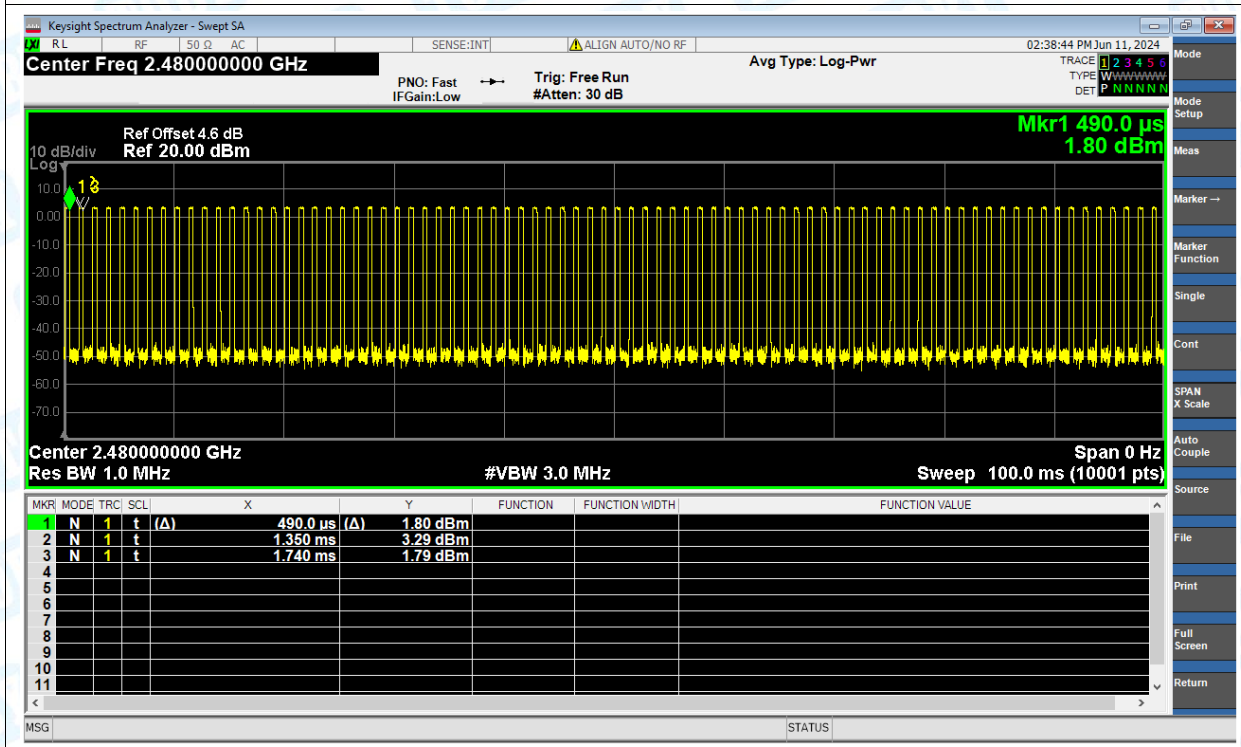 Keysight Spectrum Analyzer - Swept SA
LXI RL RF 50 Ω AC SENSE:INT ALIGN AUTO/NO RF 02:38:44 PM Jun 11, 2024
Center Freq 2.480000000 GHz
Avg Type: Log-Pwr
TRACE 1 2 3 4 5 6
PNO: Fast
Trig: Free Run
TYPE WWWWWW
IFGain:Low
#Atten: 30 dB
DET P N N N N N
Mkr1 490.0 µs
Ref Offset 4.6 dB
10 dB/div Ref 20.00 dBm
1.80 dBm
Log
10.0
0.00
-10.0
-20.0
-30.0
-40.0
-50.0
-60.0
-70.0
1
3
Center 2.480000000 GHz Span 0 Hz
Res BW 1.0 MHz #VBW 3.0 MHz Sweep 100.0 ms (10001 pts)
MKR MODE TRC SCL X Y FUNCTION FUNCTION WIDTH FUNCTION VALUE
1 N 1 t (Δ) 490.0 µs (Δ) 1.80 dBm
2 N 1 t 1.350 ms 3.29 dBm
3 N 1 t 1.740 ms 1.79 dBm
4
5
6
7
8
9
10
11
MSG STATUS
Mode
Mode
Setup
Meas
Marker →
Marker
Function
Single
Cont
SPAN
X Scale
Auto
Couple
Source
File
Print
Full
Screen
Return